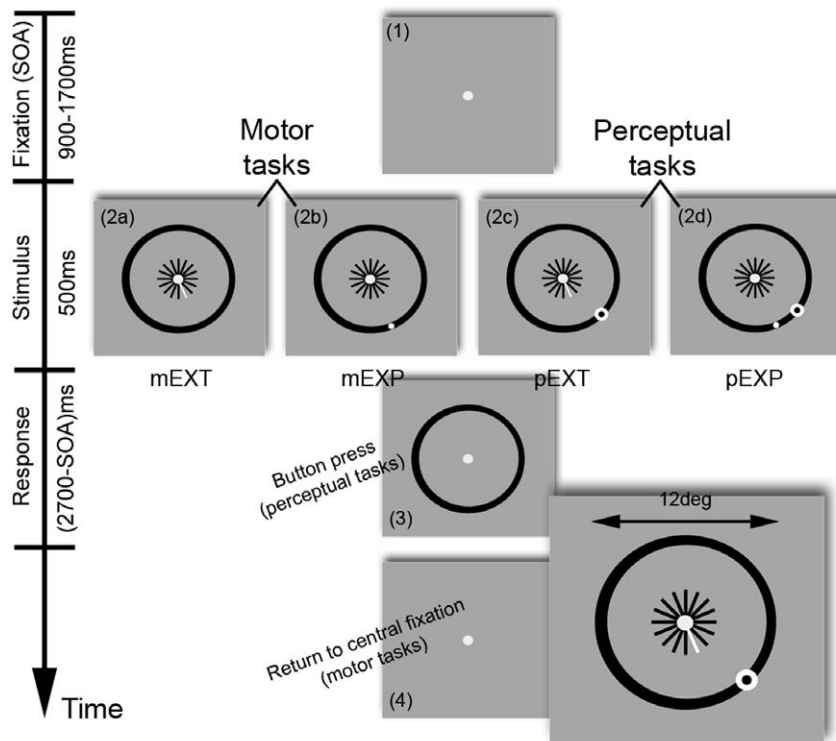 Fixation (SOA)
900-1700ms
(1)
Motor
tasks
Perceptual
tasks
Stimulus
500ms
(2a)
(2b)
(2c)
(2d)
mEXT
mEXP
pEXT
pEXP
Response
(2700-SOA)ms
Button press
(perceptual tasks)
(3)
12deg
Return to central fixation
(motor tasks)
(4)
Time